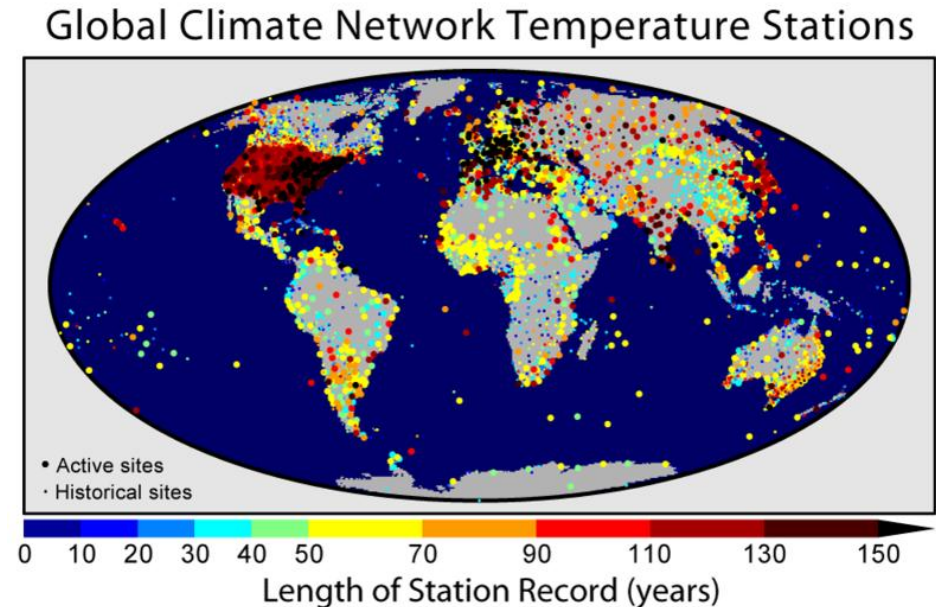 Global Climate Network Temperature Stations
• Active sites
· Historical sites
0 10 20 30 40 50 70 90 110 130 150
Length of Station Record (years)